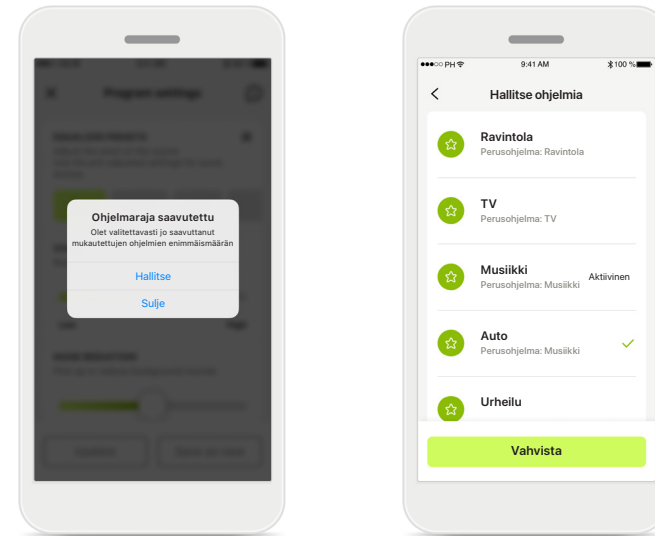 Program settings
Ohjelmaraja saavutettu
Olet valitettavasti jo saavuttanut
mukautettujen ohjelmien enimmäismäärän
Hallitse
Sulje
PH 9:41 AM 100 %
Hallitse ohjelmia
Ravintola
Perusohjelma: Ravintola
TV
Perusohjelma: TV
Musiikki
Perusohjelma: Musiikki
Aktiivinen
Auto
Perusohjelma: Musiikki
Urheilu
Vahvista